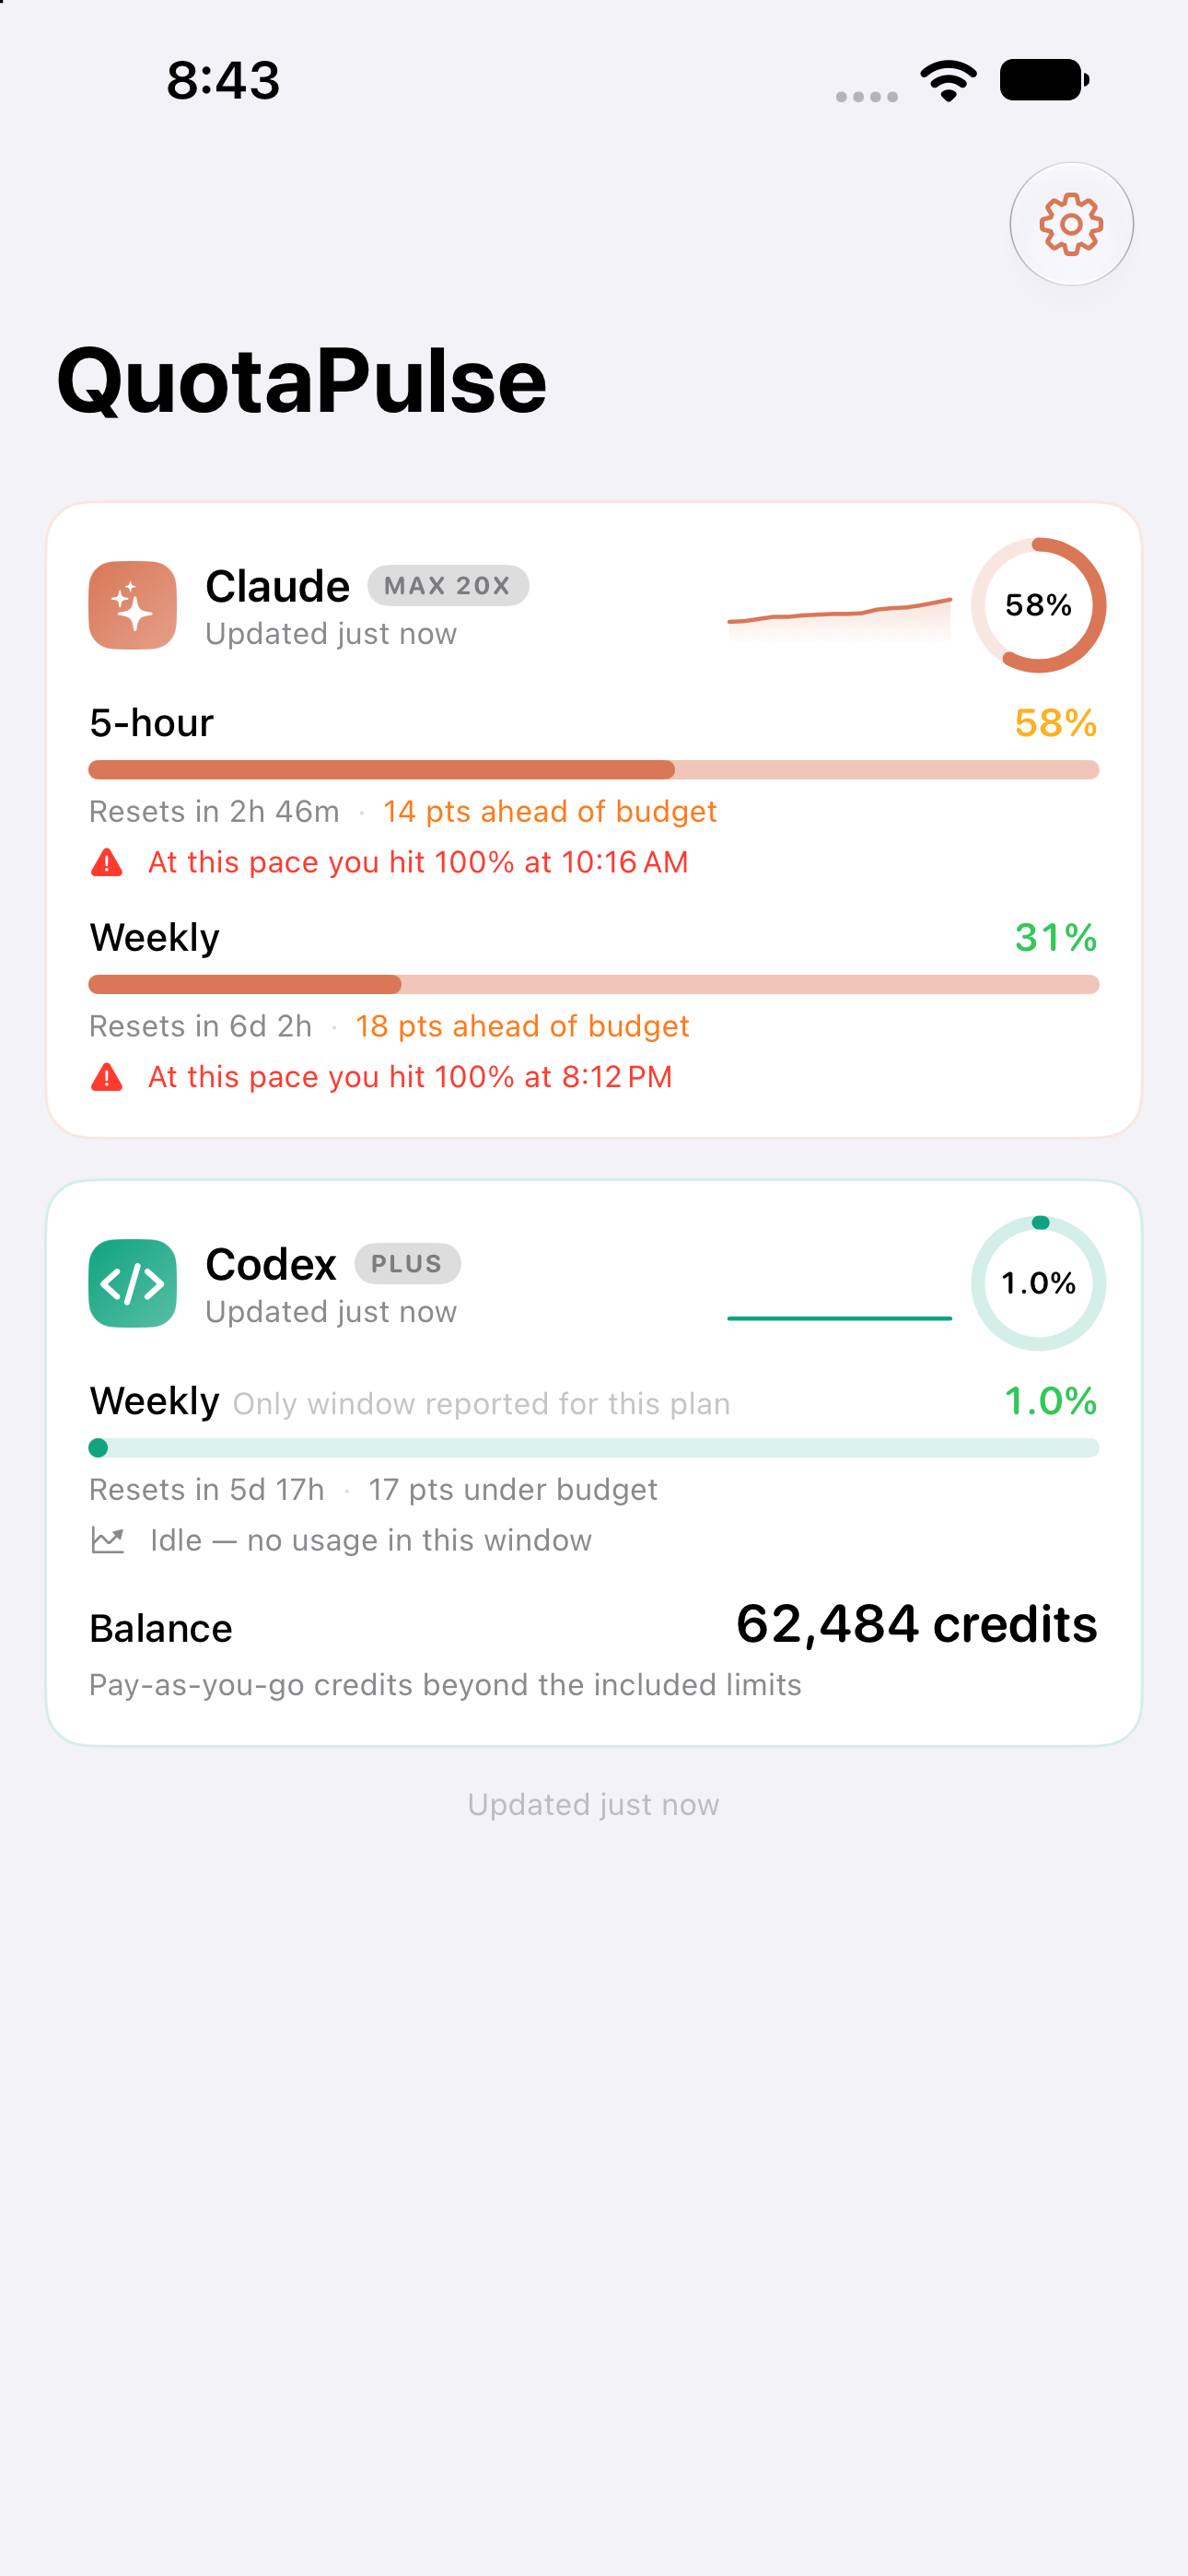 8:43
QuotaPulse
Claude MAX 20X
Updated just now
58%
5-hour 58%
Resets in 2h 46m · 14 pts ahead of budget
At this pace you hit 100% at 10:16 AM
Weekly 31%
Resets in 6d 2h · 18 pts ahead of budget
At this pace you hit 100% at 8:12 PM
Codex PLUS
Updated just now
1.0%
Weekly Only window reported for this plan 1.0%
Resets in 5d 17h · 17 pts under budget
Idle — no usage in this window
Balance 62,484 credits
Pay-as-you-go credits beyond the included limits
Updated just now